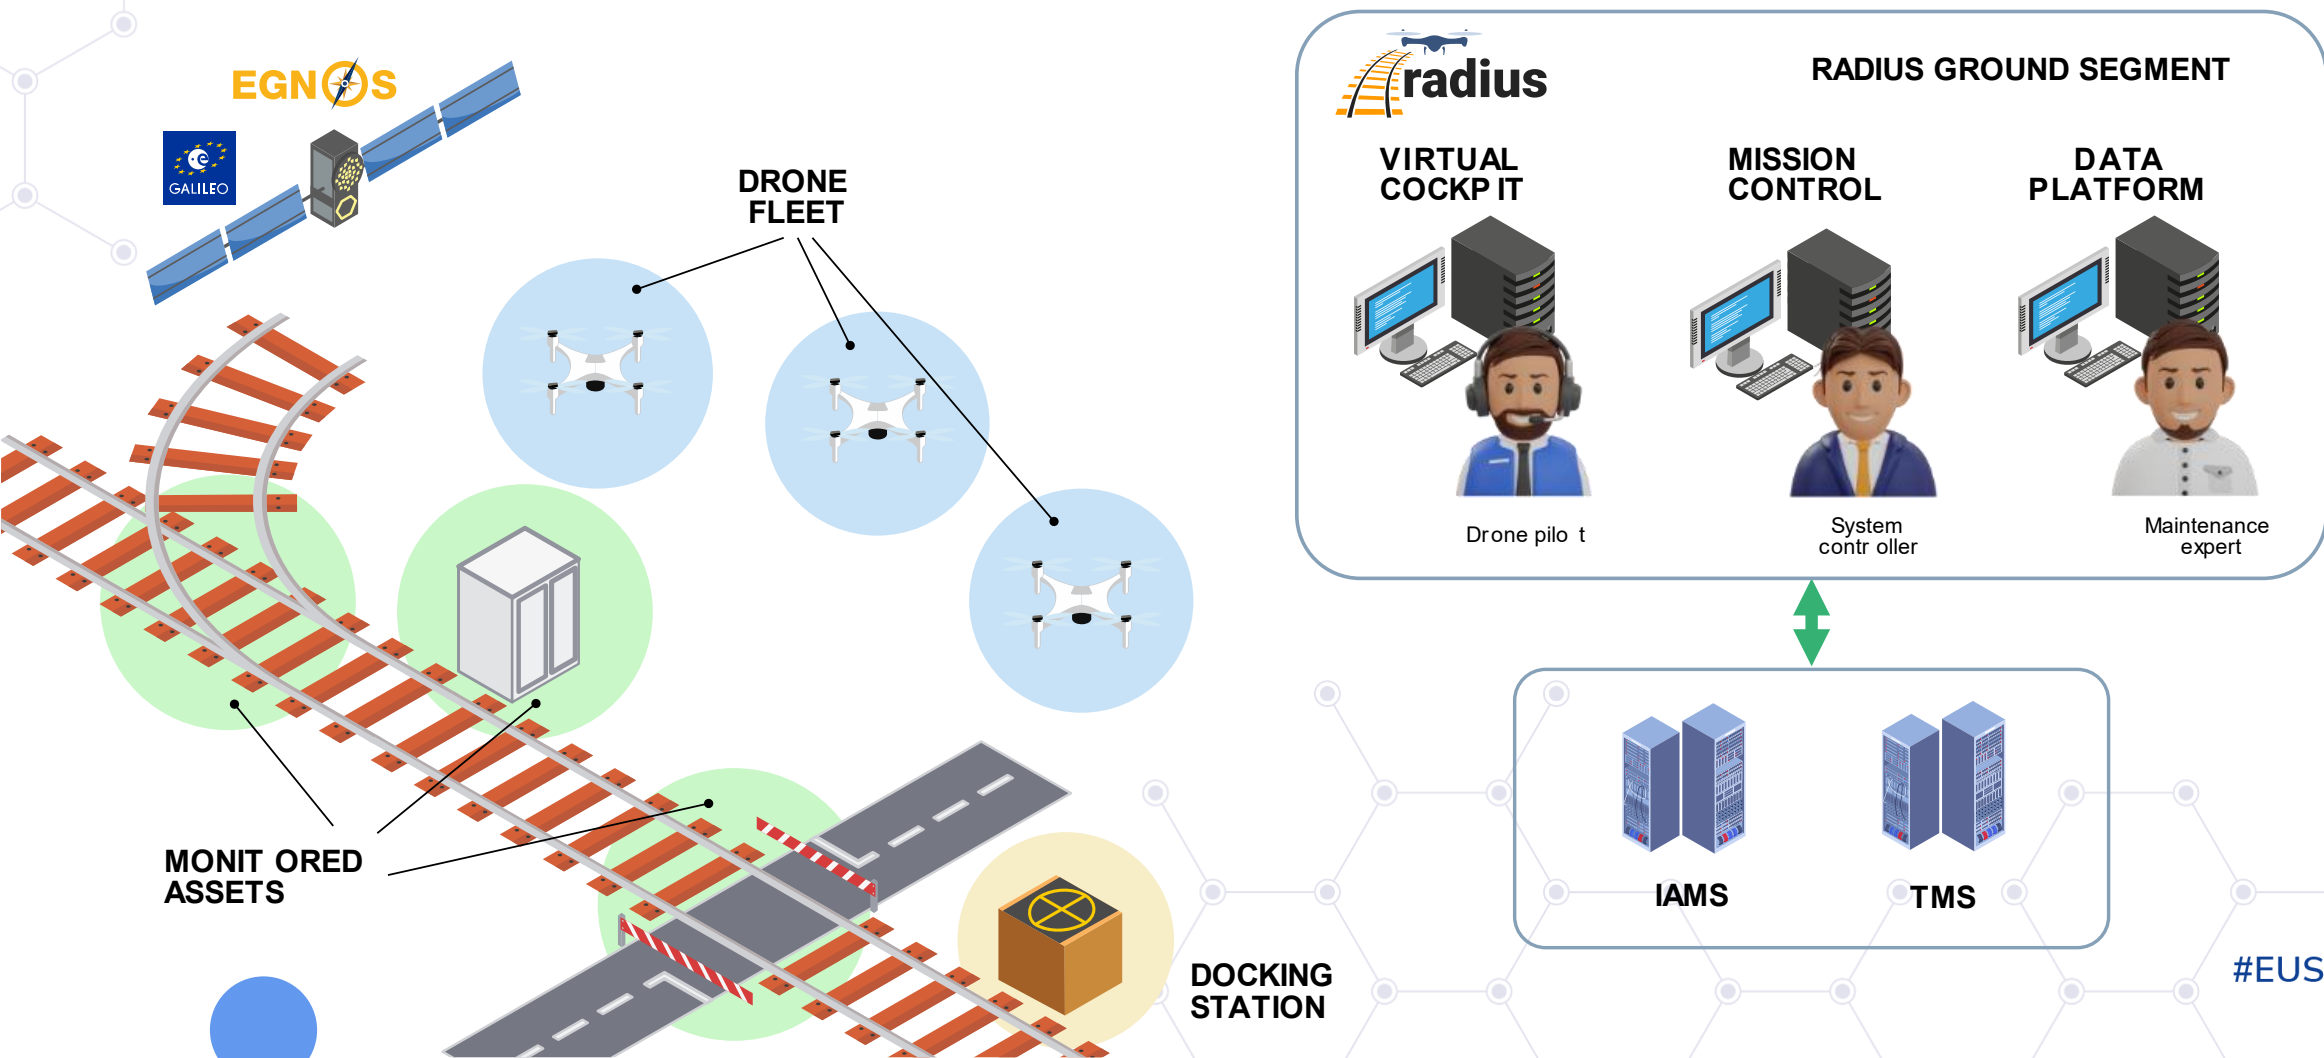 EGNOS
GALILEO
DRONE
FLEET
MONIT ORED
ASSETS
DOCKING
STATION
radius
RADIUS GROUND SEGMENT
VIRTUAL
COCKP IT
MISSION
CONTROL
DATA
PLATFORM
Drone pilo t
System
contr oller
Maintenance
expert
IAMS
TMS
#EUS